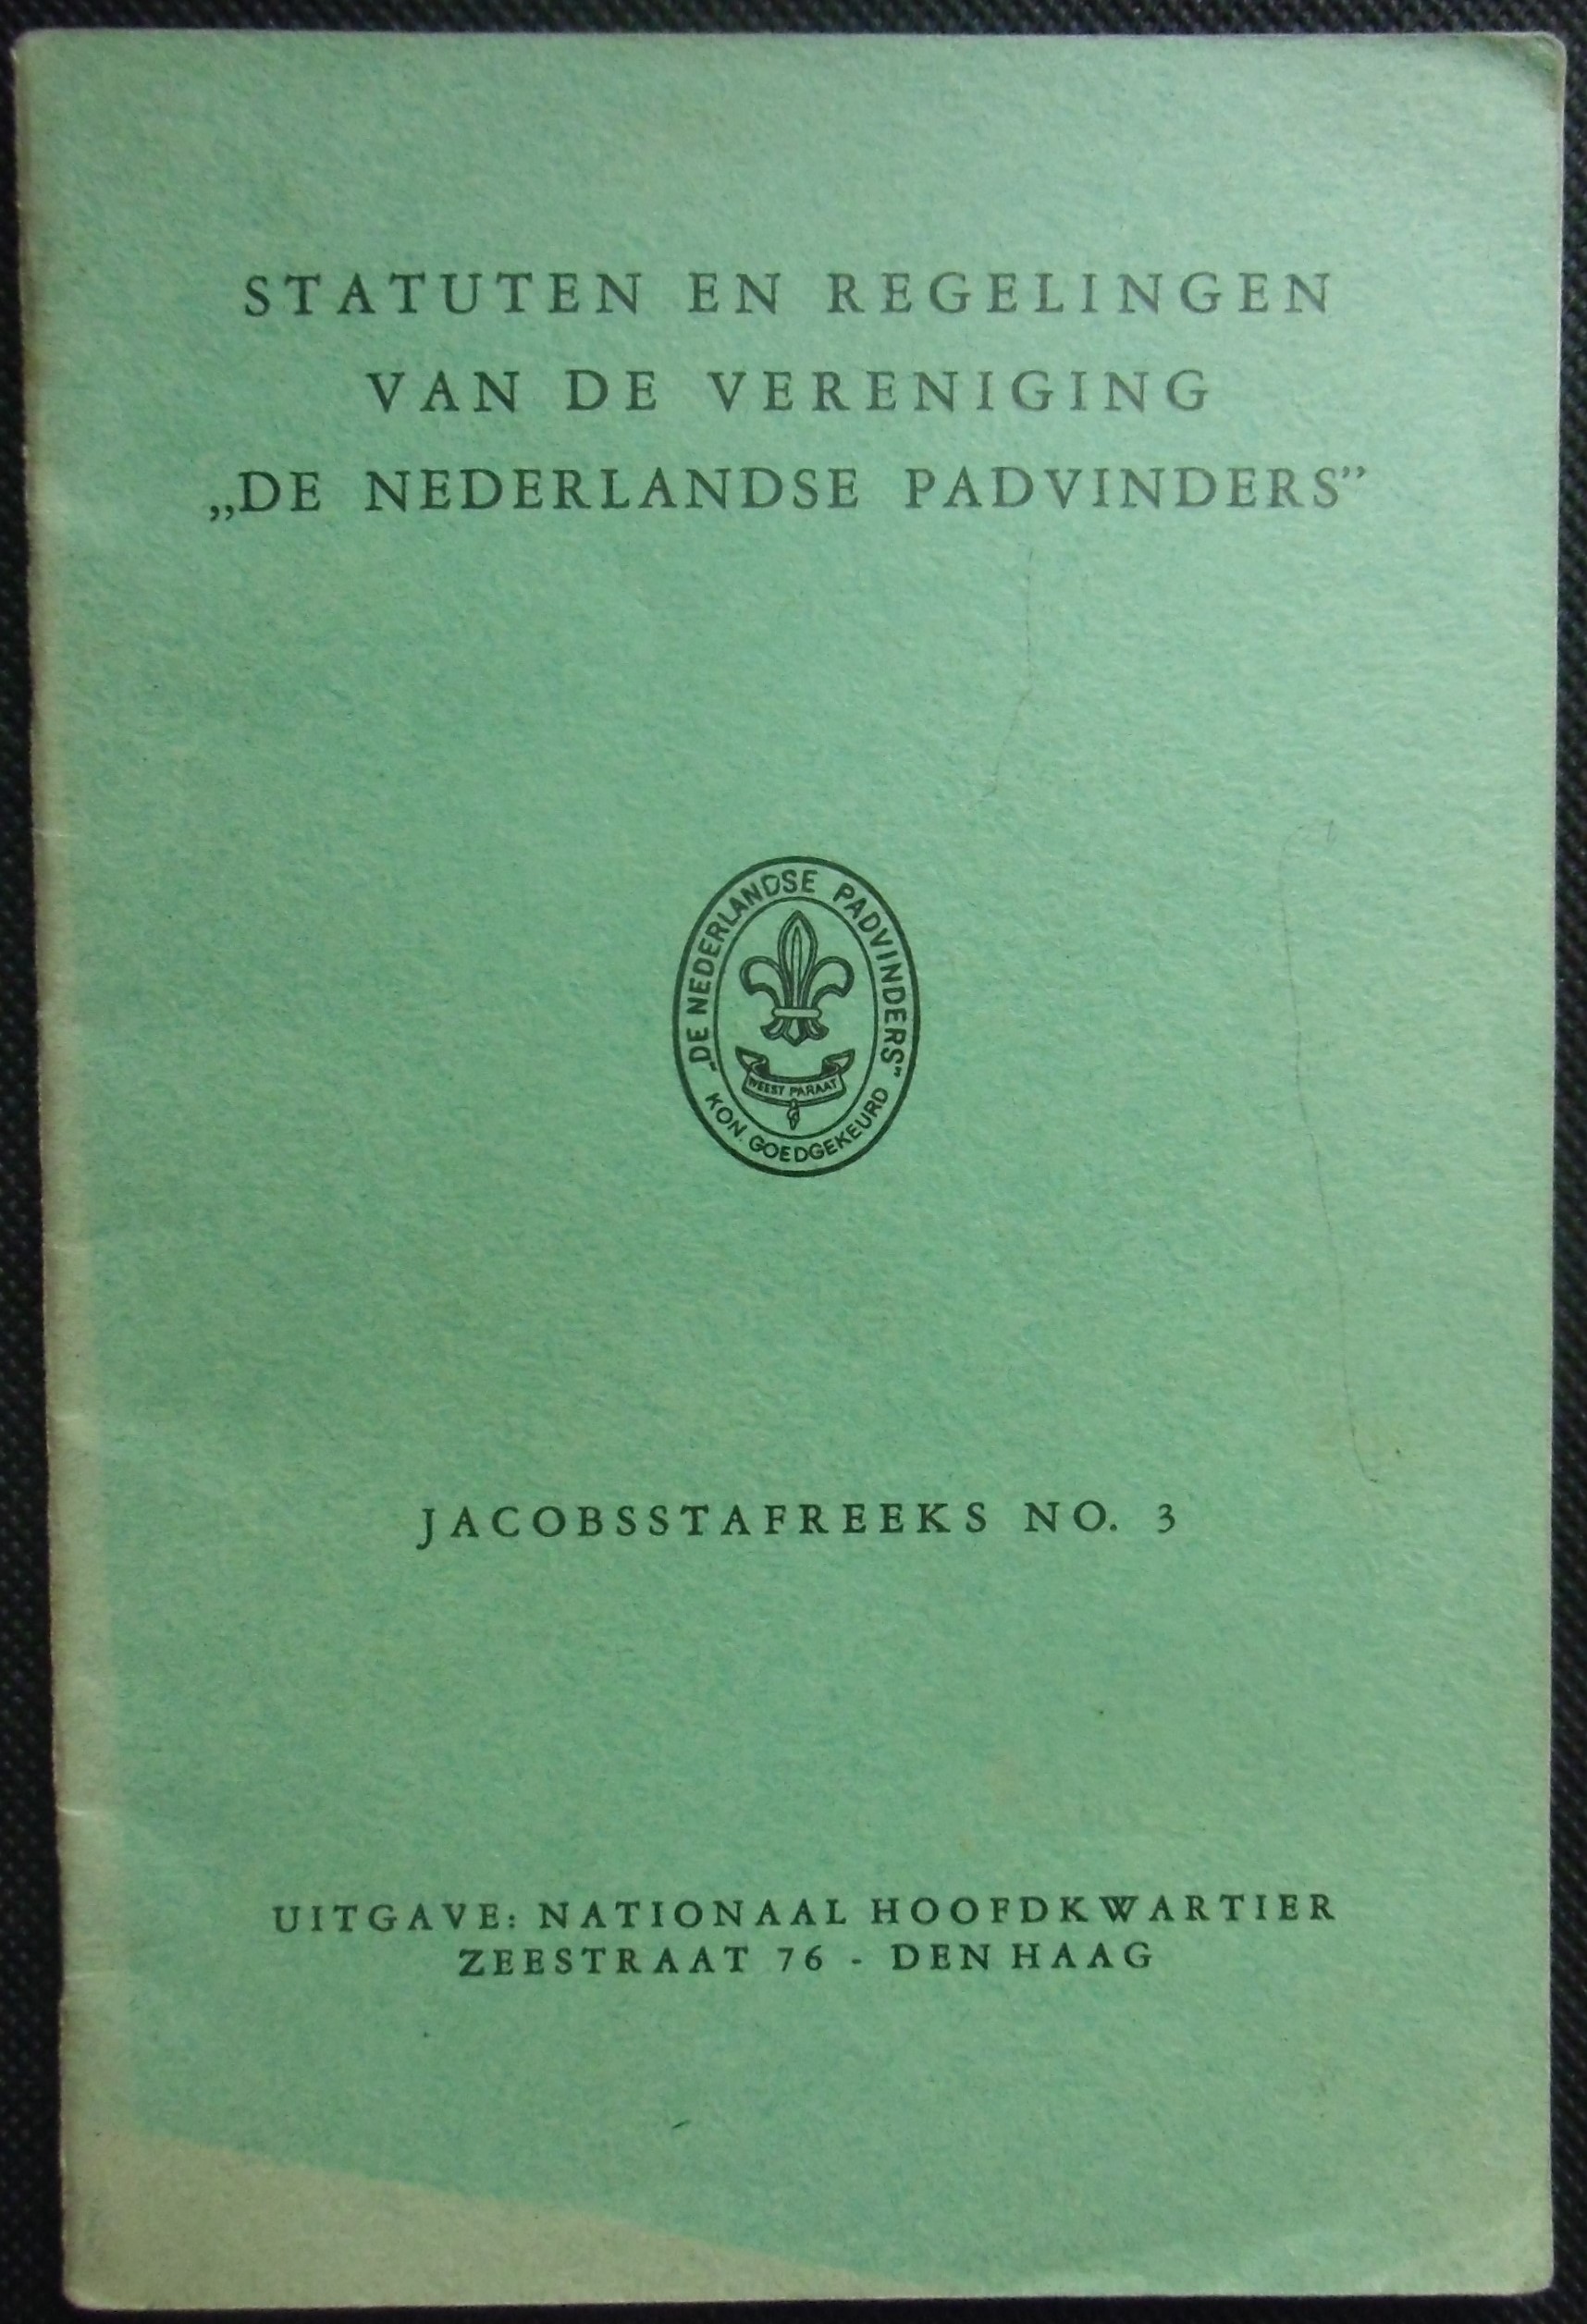 STATUTEN EN REGELINGEN
VAN DE VERENIGING
„DE NEDERLANDSE PADVINDERS”
„DE NEDERLANDSE PADVINDERS”
WEEST PARAAT
KON. GOEDGEKEURD
JACOBSSTAFREEKS NO. 3
UITGAVE: NATIONAAL HOOFDKWARTIER
ZEESTRAAT 76 - DEN HAAG